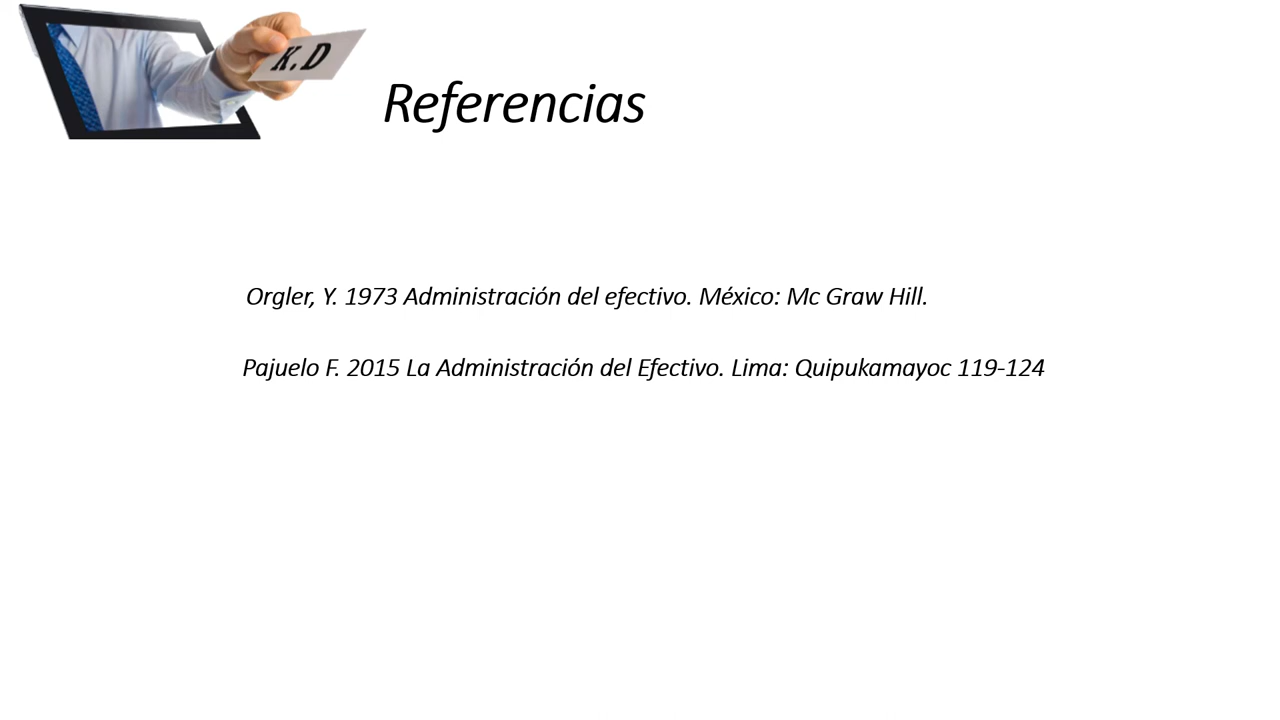 K.D
Referencias
Orgler, Y. 1973 Administración del efectivo. México: Mc Graw Hill.
Pajuelo F. 2015 La Administración del Efectivo. Lima: Quipukamayoc 119-124